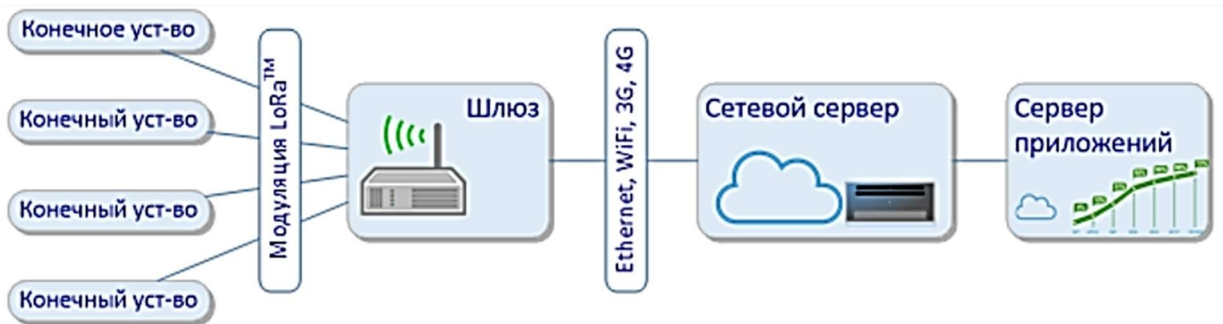 Конечное уст-во
Конечный уст-во
Конечный уст-во
Конечный уст-во
Модуляция LoRa™
Шлюз
Ethernet, WiFi, 3G, 4G
Сетевой сервер
Сервер
приложений